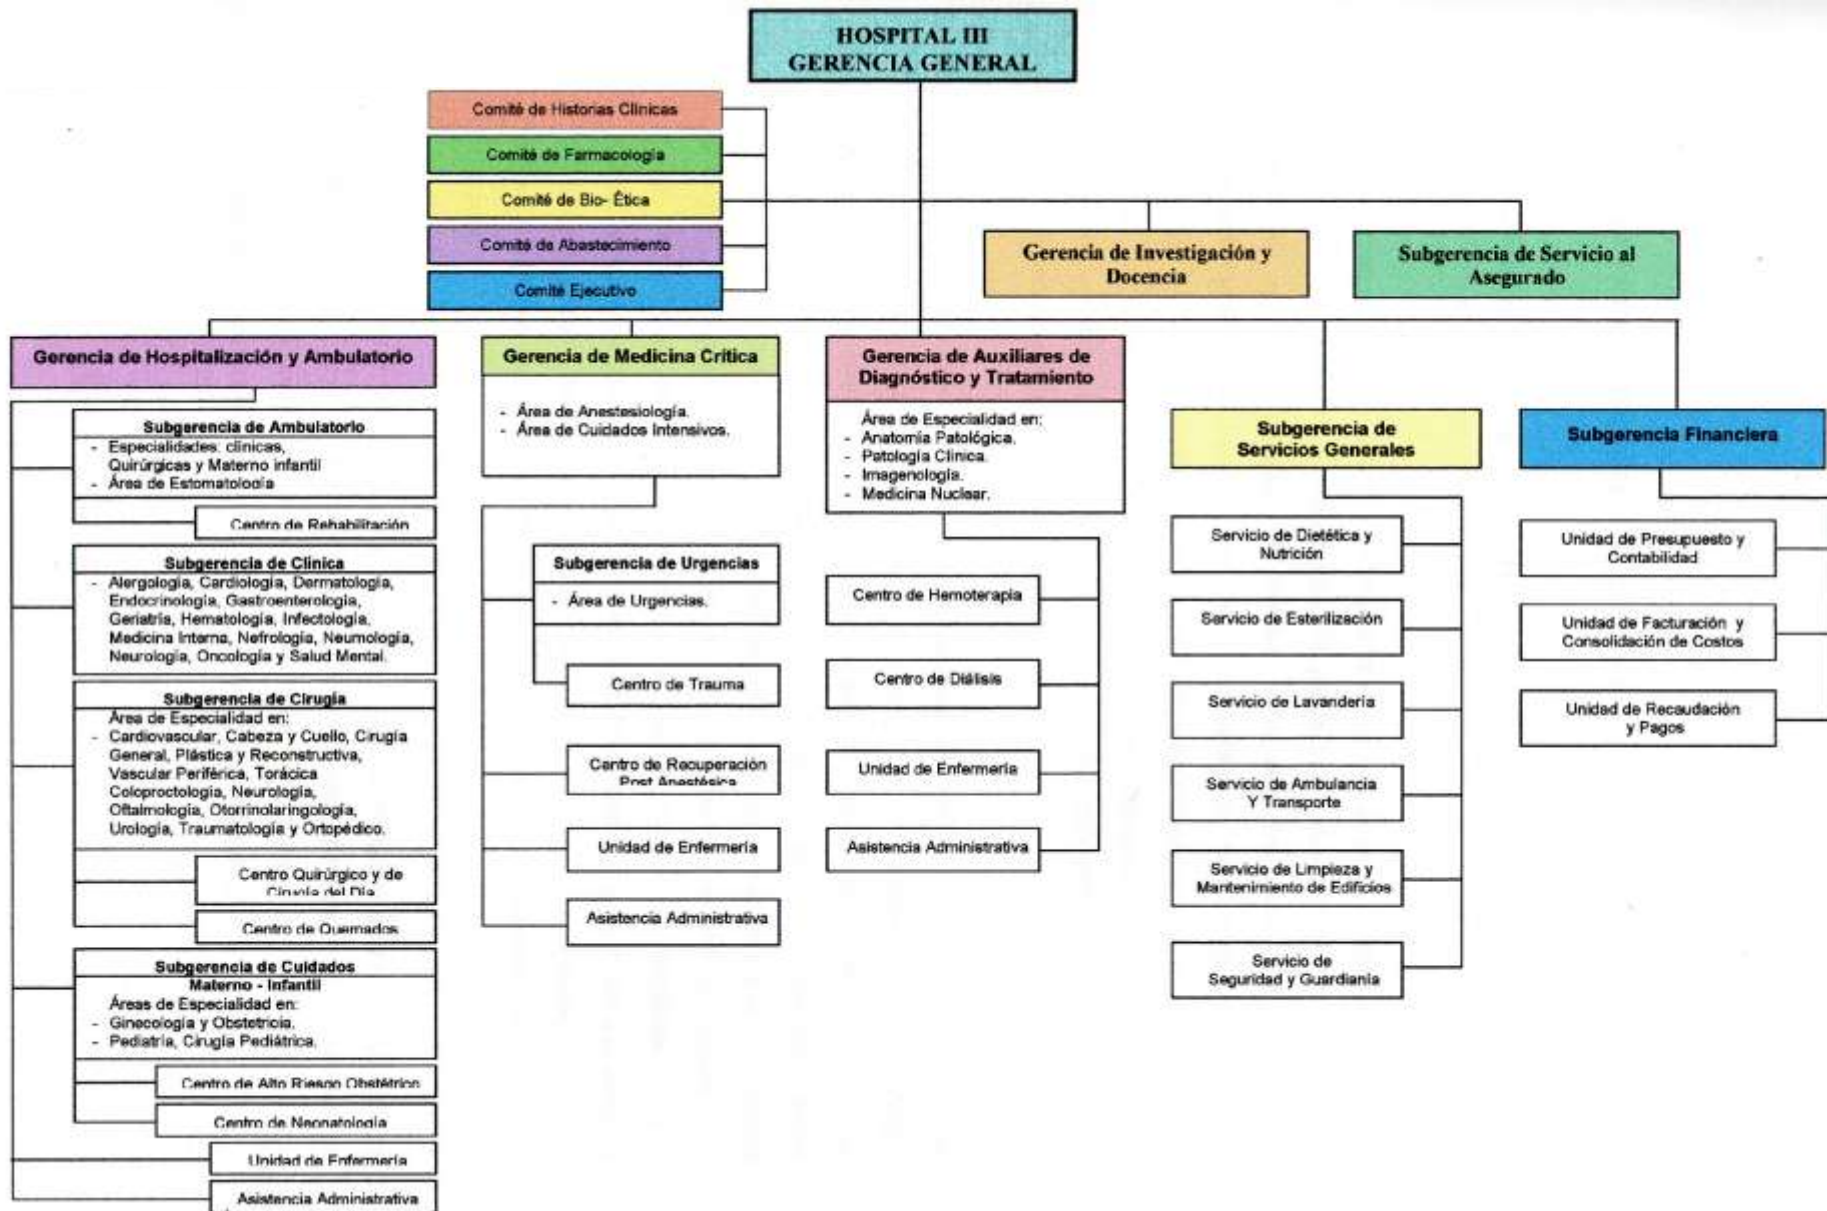 HOSPITAL III
GERENCIA GENERAL
Comité de Historias Clínicas
Comité de Farmacología
Comité de Bio- Ética
Comité de Abastecimiento
Comité Ejecutivo
Gerencia de Investigación y
Docencia
Subgerencia de Servicio al
Asegurado
Gerencia de Hospitalización y Ambulatorio
Subgerencia de Ambulatorio
- Especialidades: clínicas,
Quirúrgicas y Materno infantil
- Área de Estomatología
Centro de Rehabilitación
Subgerencia de Clínica
- Alergología, Cardiología, Dermatología,
Endocrinología, Gastroenterología,
Geriatría, Hematología, Infectología,
Medicina Interna, Nefrología, Neumología,
Neurología, Oncología y Salud Mental.
Subgerencia de Cirugía
Área de Especialidad en:
- Cardiovascular, Cabeza y Cuello, Cirugía
General, Plástica y Reconstructiva,
Vascular Periférica, Torácica
Coloproctología, Neurología,
Oftalmología, Otorrinolaringología,
Urología, Traumatología y Ortopédico.
Centro Quirúrgico y de
Cirugía del Día
Centro de Quemados
Subgerencia de Cuidados
Materno - Infantil
Áreas de Especialidad en:
- Ginecología y Obstetricia.
- Pediatría, Cirugía Pediátrica.
Centro de Alto Riesgo Obstétrico
Centro de Neonatología
Unidad de Enfermería
Asistencia Administrativa
Gerencia de Medicina Crítica
- Área de Anestesiología.
- Área de Cuidados Intensivos.
Subgerencia de Urgencias
- Área de Urgencias.
Centro de Trauma
Centro de Recuperación
Post Anestésica
Unidad de Enfermería
Asistencia Administrativa
Gerencia de Auxiliares de
Diagnóstico y Tratamiento
Área de Especialidad en:
- Anatomía Patológica.
- Patología Clínica.
- Imagenología.
- Medicina Nuclear.
Centro de Hemoterapia
Centro de Diálisis
Unidad de Enfermería
Asistencia Administrativa
Subgerencia de
Servicios Generales
Servicio de Dietética y
Nutrición
Servicio de Esterilización
Servicio de Lavandería
Servicio de Ambulancia
Y Transporte
Servicio de Limpieza y
Mantenimiento de Edificios
Servicio de
Seguridad y Guardianía
Subgerencia Financiera
Unidad de Presupuesto y
Contabilidad
Unidad de Facturación y
Consolidación de Costos
Unidad de Recaudación
y Pagos